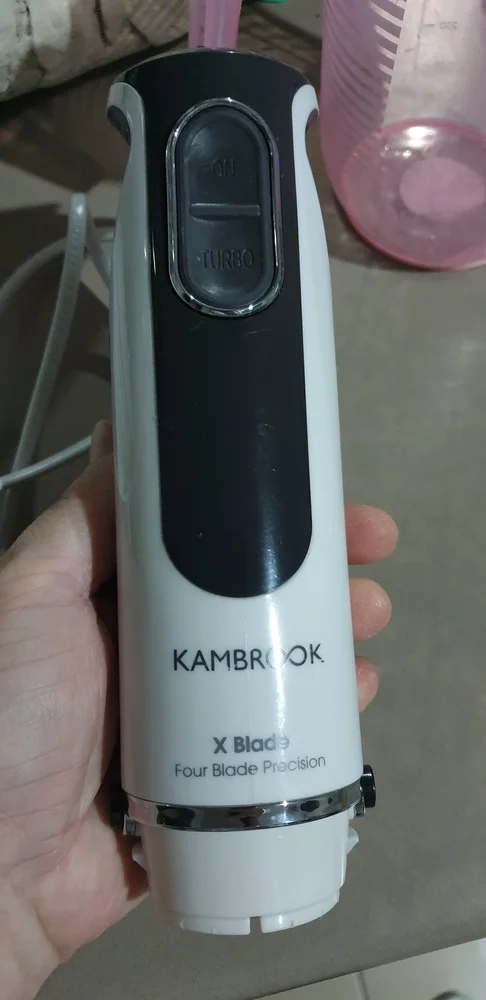 ON
TURBO
KAMBROOK
X Blade
Four Blade Precision